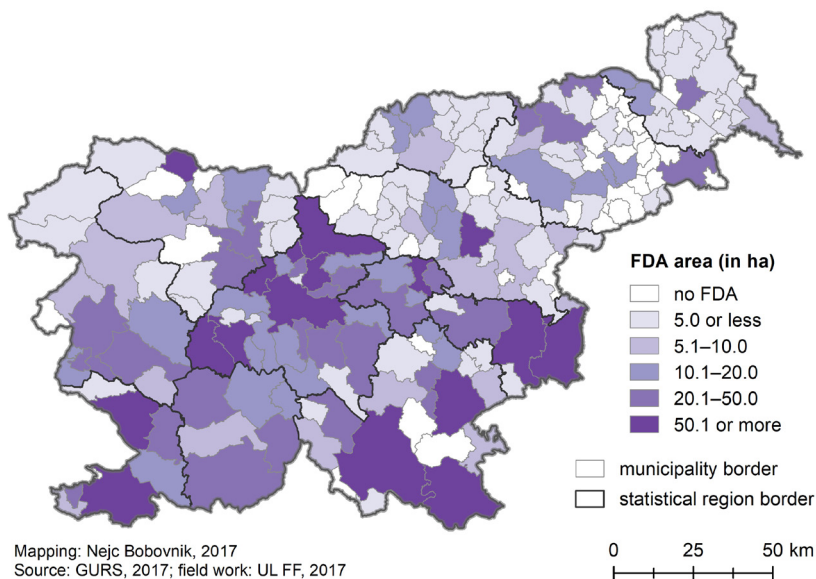 FDA area (in ha)
no FDA
5.0 or less
5.1–10.0
10.1–20.0
20.1–50.0
50.1 or more
municipality border
statistical region border
Mapping: Nejc Bobovnik, 2017
Source: GURS, 2017; field work: UL FF, 2017
0 25 50 km